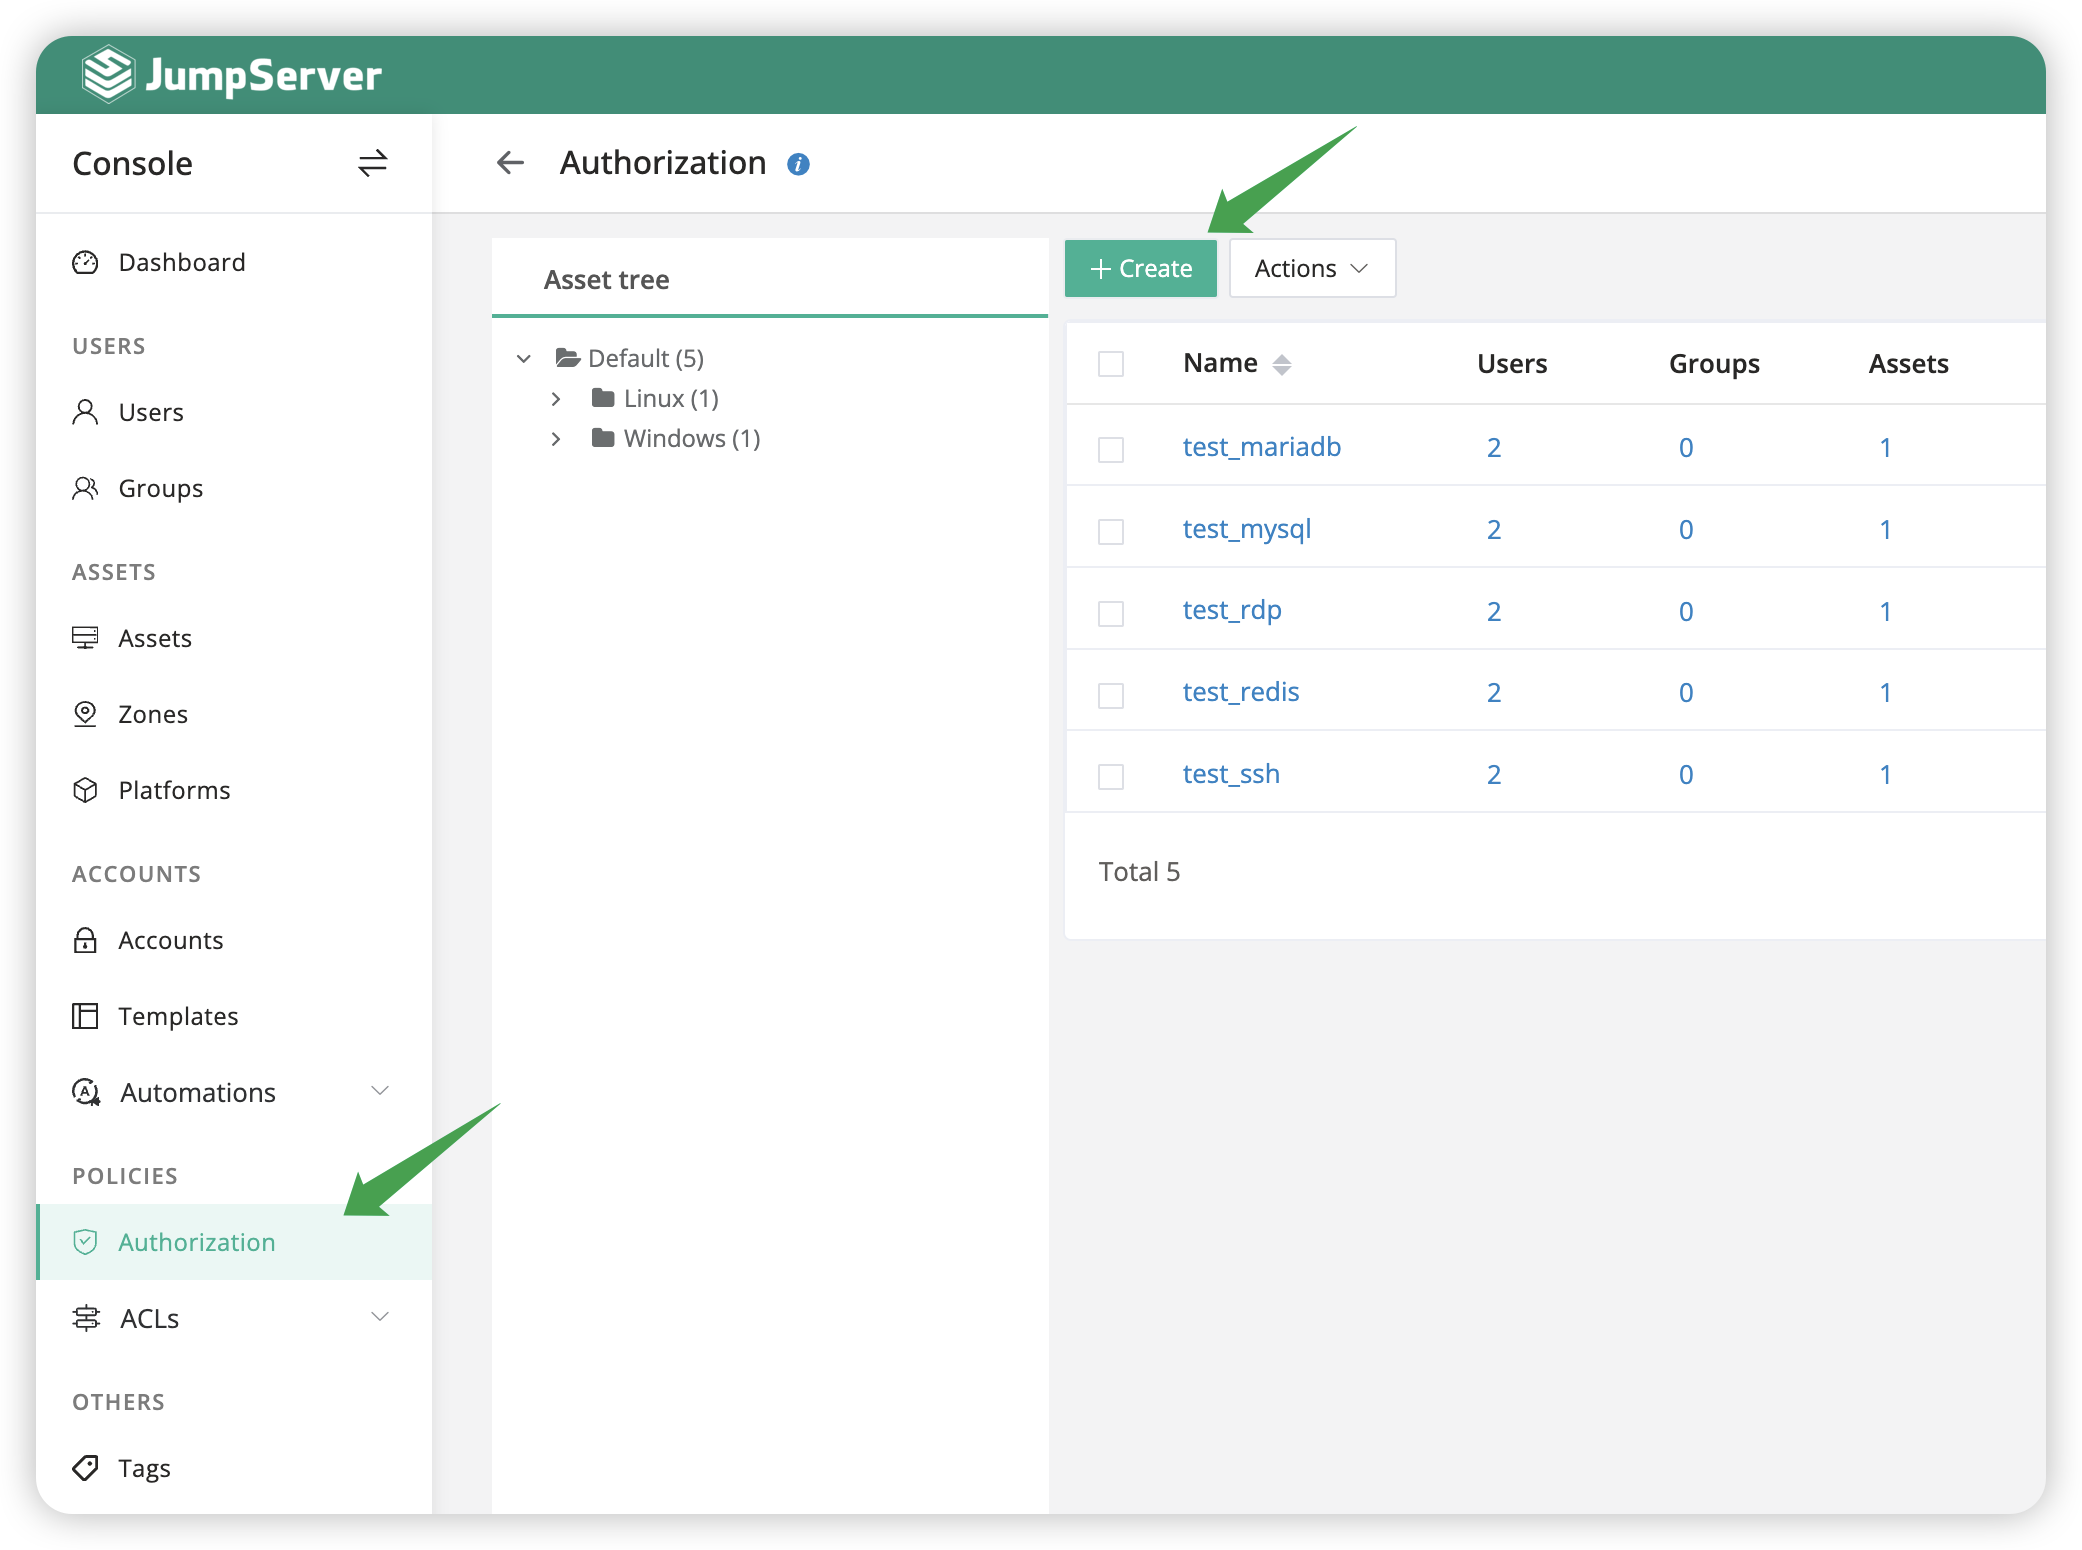 JumpServer
Console
Authorization
Dashboard
USERS
Users
Groups
ASSETS
Assets
Zones
Platforms
ACCOUNTS
Accounts
Templates
Automations
POLICIES
Authorization
ACLs
OTHERS
Tags
Asset tree
Default (5)
Linux (1)
Windows (1)
Create
Actions
Name Users Groups Assets
test_mariadb 2 0 1
test_mysql 2 0 1
test_rdp 2 0 1
test_redis 2 0 1
test_ssh 2 0 1
Total 5